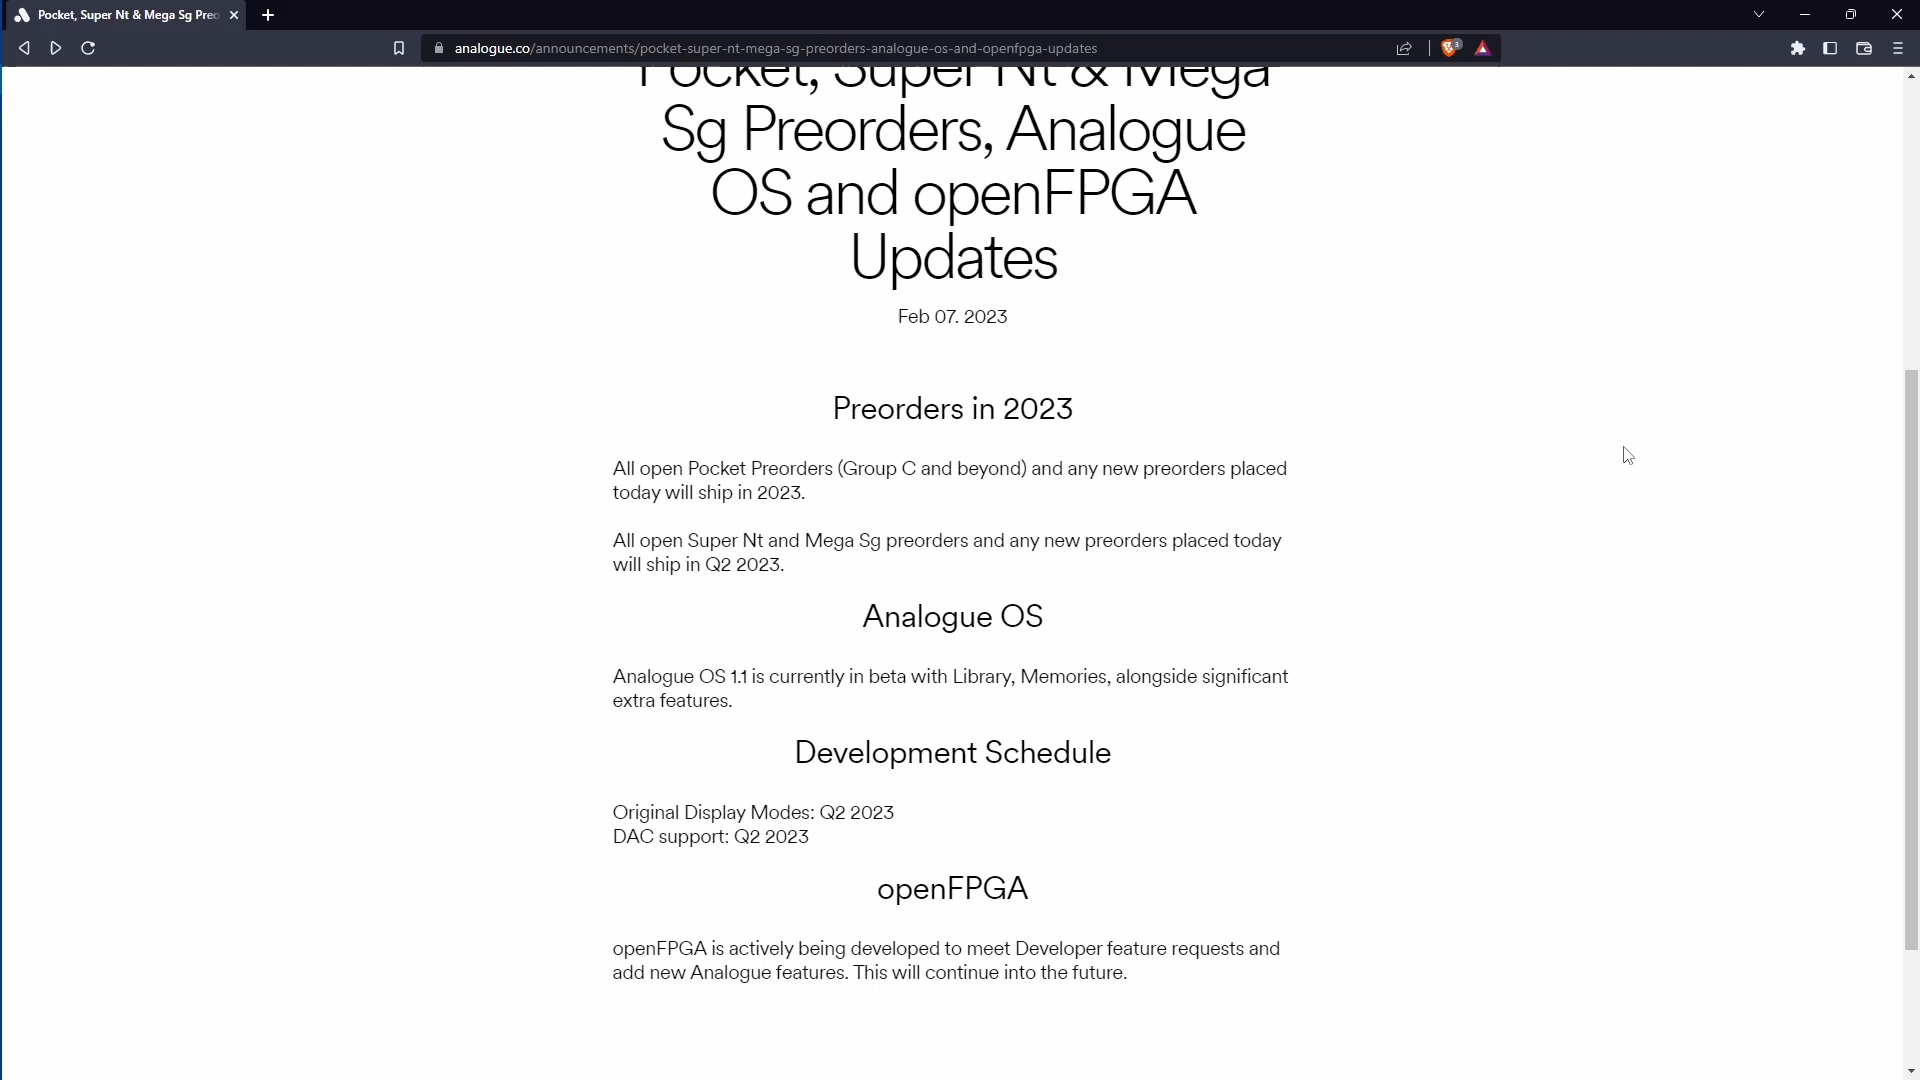 Pocket, Super Nt & Mega Sg Preo
analogue.co/announcements/pocket-super-nt-mega-sg-preorders-analogue-os-and-openfpga-updates
3
Pocket, Super Nt & Mega
Sg Preorders, Analogue
OS and openFPGA
Updates
Feb 07. 2023
Preorders in 2023
All open Pocket Preorders (Group C and beyond) and any new preorders placed
today will ship in 2023.
All open Super Nt and Mega Sg preorders and any new preorders placed today
will ship in Q2 2023.
Analogue OS
Analogue OS 1.1 is currently in beta with Library, Memories, alongside significant
extra features.
Development Schedule
Original Display Modes: Q2 2023
DAC support: Q2 2023
openFPGA
openFPGA is actively being developed to meet Developer feature requests and
add new Analogue features. This will continue into the future.